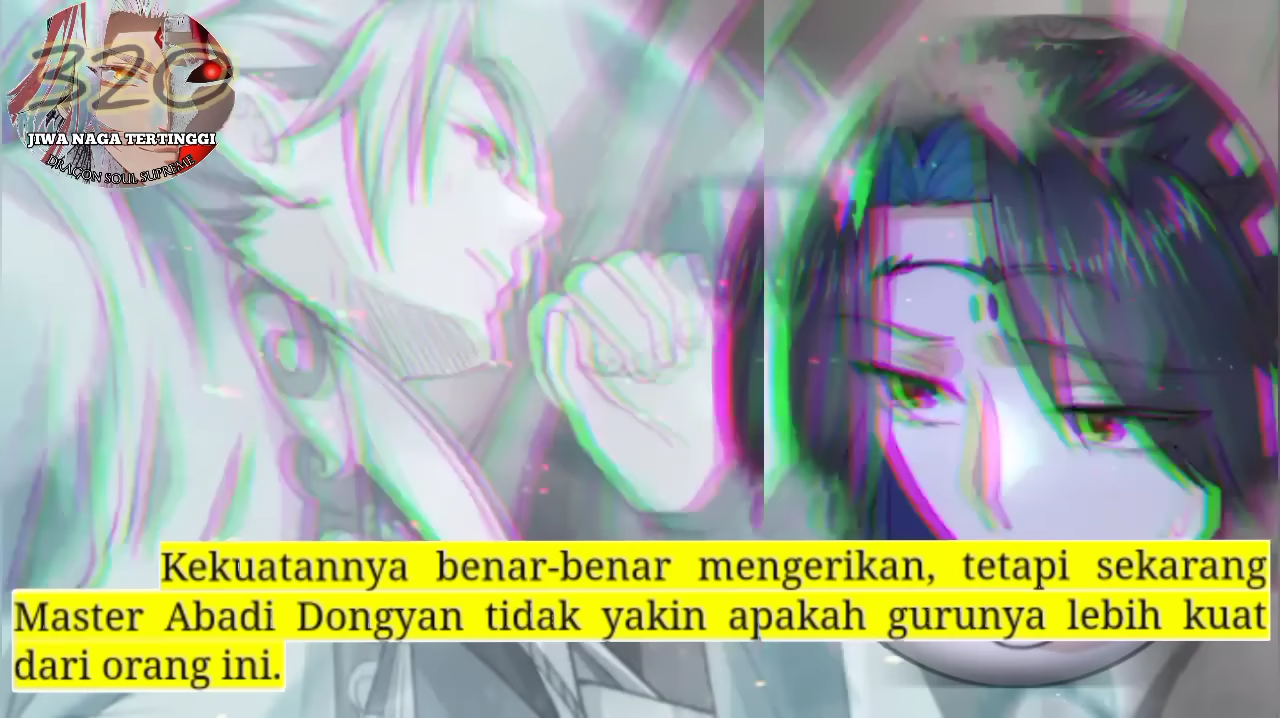 320
JIWA NAGA TERTINGGI
DRAGON SOUL SUPREME
Kekuatannya benar-benar mengerikan, tetapi sekarang
Master Abadi Dongyan tidak yakin apakah gurunya lebih kuat
dari orang ini.